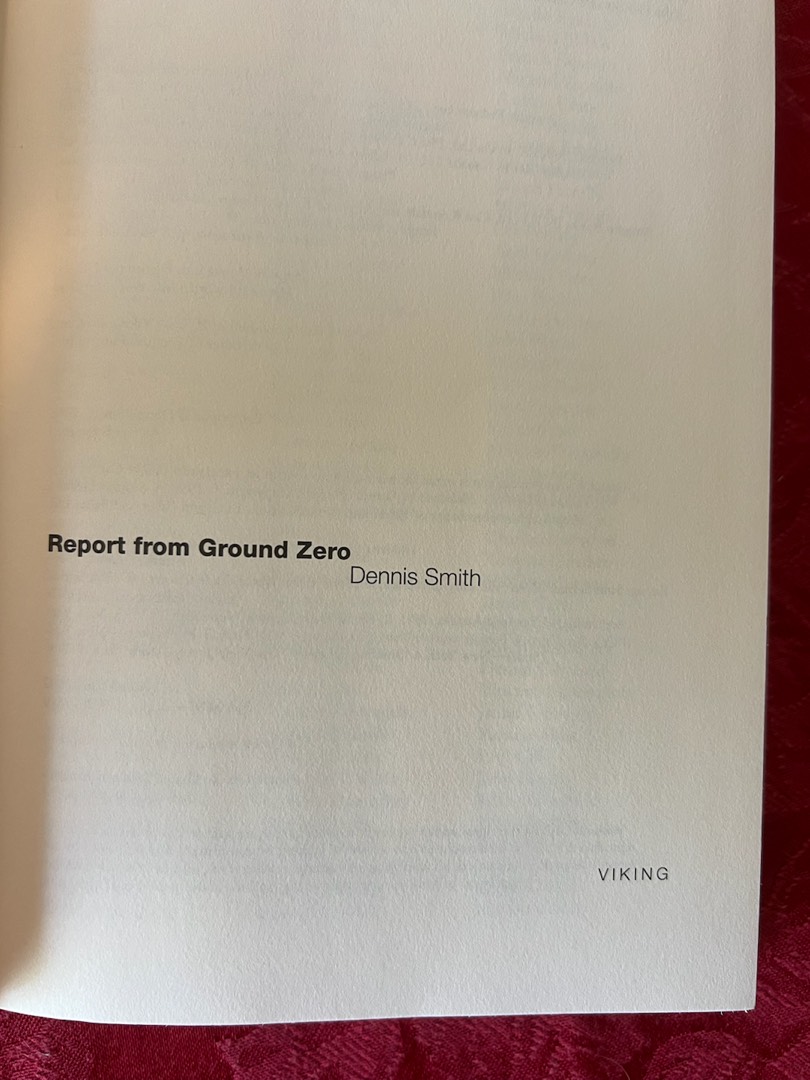 Report from Ground Zero
Dennis Smith
VIKING